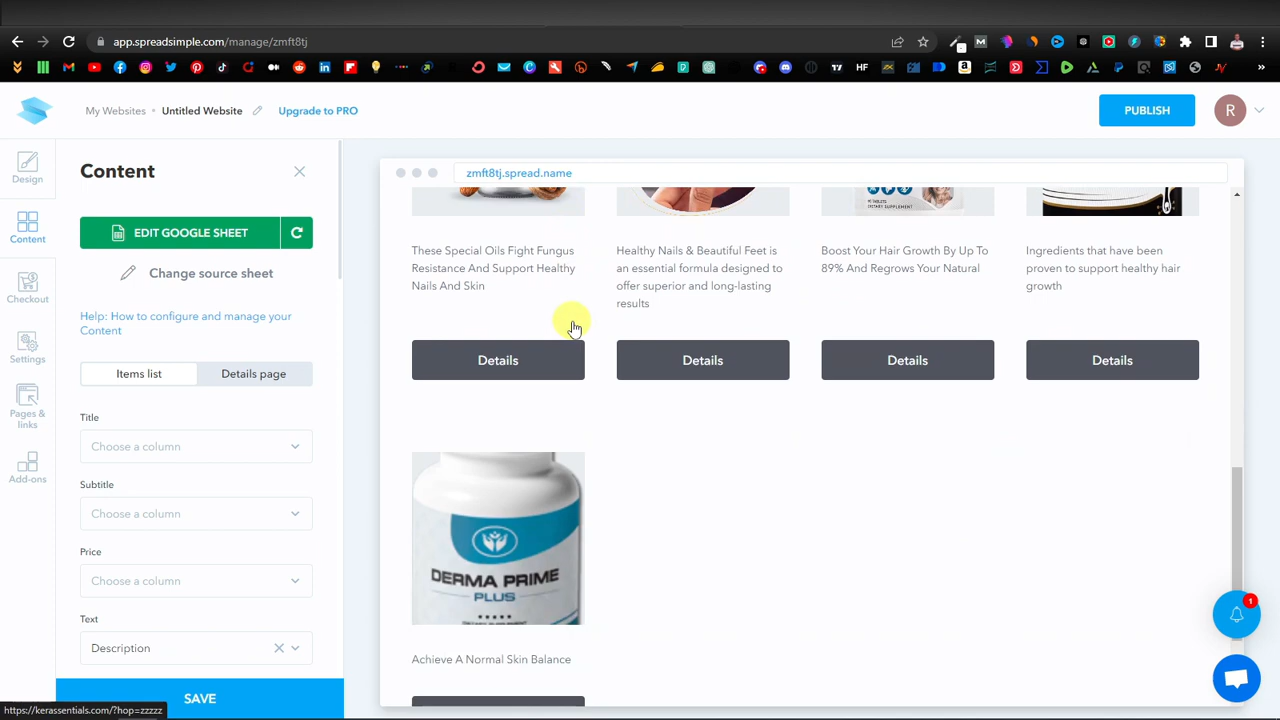 app.spreadsimple.com/manage/zmft8tj
HF
My Websites • Untitled Website
Upgrade to PRO
PUBLISH
R
Design
Content
Checkout
Settings
Pages &
links
Add-ons
Content
EDIT GOOGLE SHEET
Change source sheet
Help: How to configure and manage your
Content
Items list
Details page
Title
Choose a column
Subtitle
Choose a column
Price
Choose a column
Text
Description
SAVE
https://kerassentials.com/?hop=zzzzz
zmft8tj.spread.name
These Special Oils Fight Fungus
Resistance And Support Healthy
Nails And Skin
Details
Healthy Nails & Beautiful Feet is
an essential formula designed to
offer superior and long-lasting
results
Details
Boost Your Hair Growth By Up To
89% And Regrows Your Natural
Details
Ingredients that have been
proven to support healthy hair
growth
Details
DERMA PRIME
PLUS
Achieve A Normal Skin Balance
1